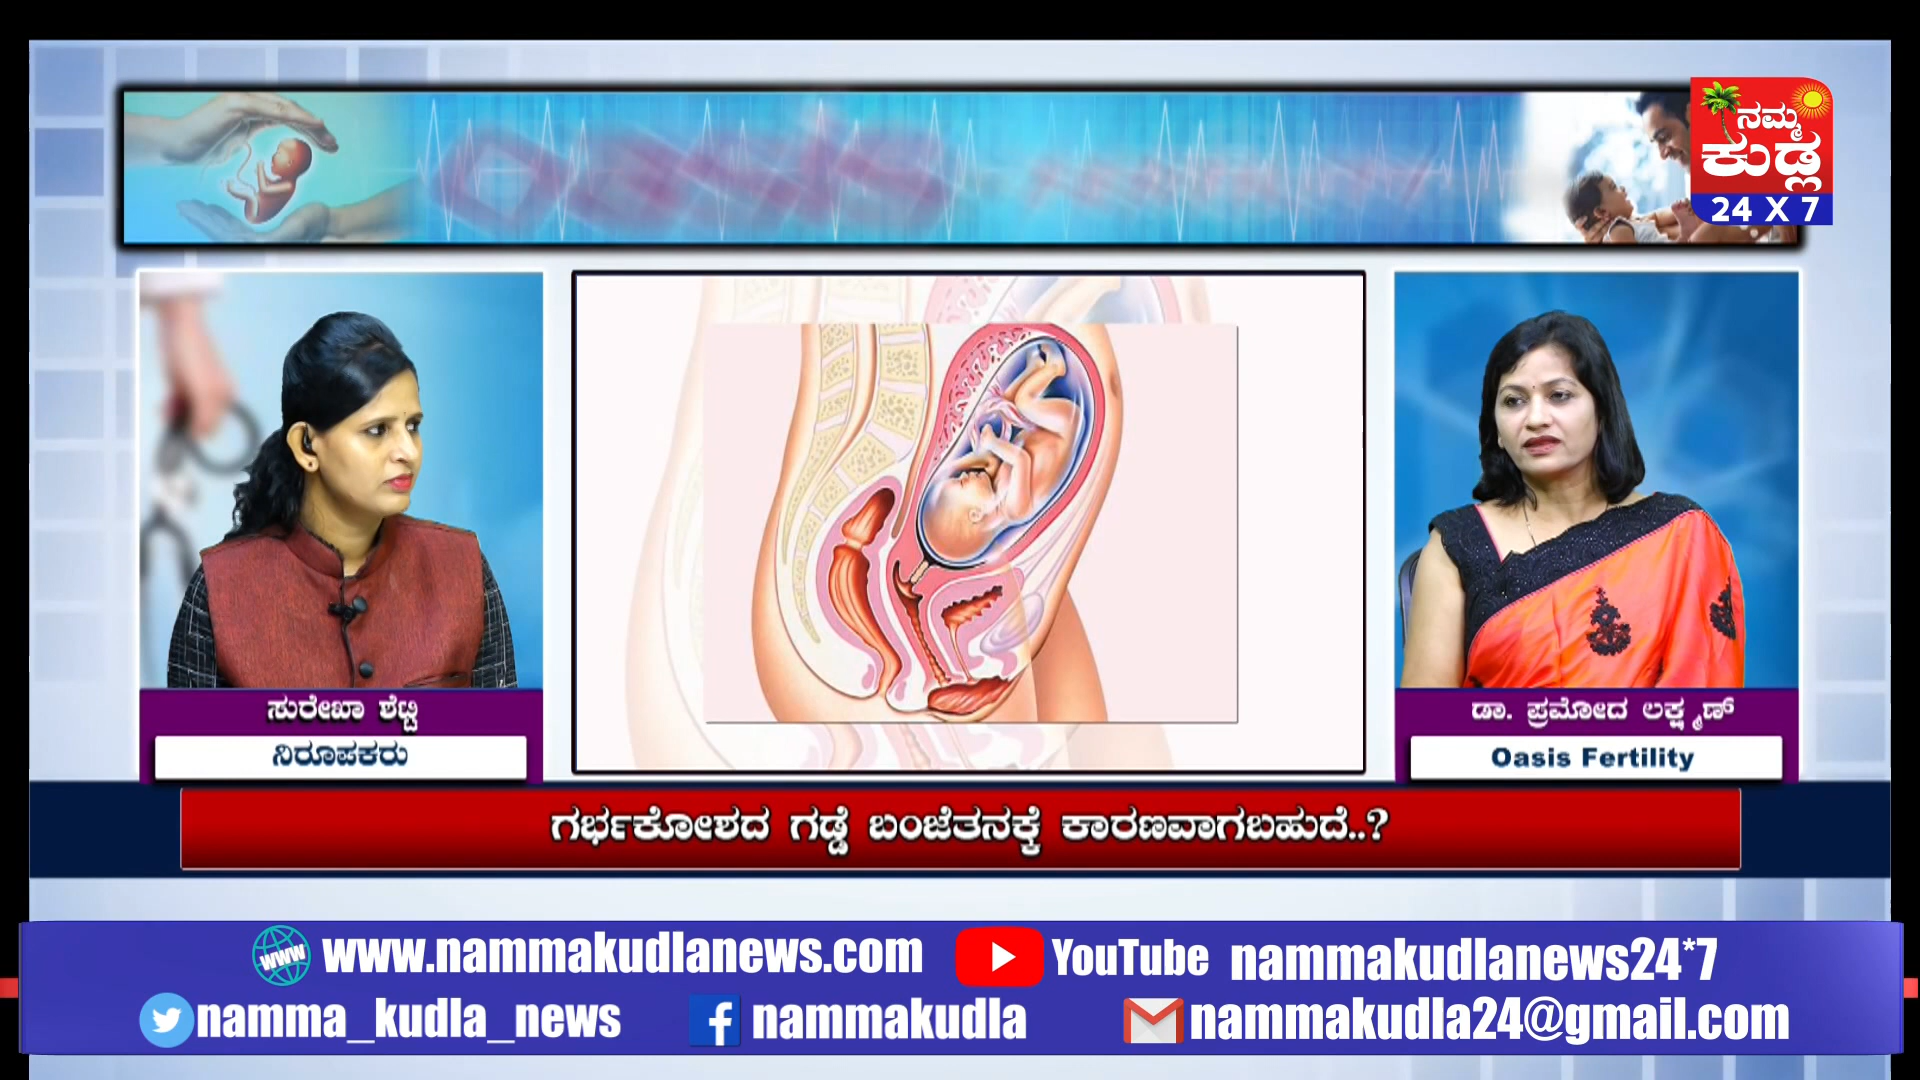 ನಮ್ಮ
ಕುಡ್ಲ
24 X 7
ಸುರೇಖಾ ಶೆಟ್ಟಿ
ನಿರೂಪಕರು
ಡಾ. ಪ್ರಮೋದ ಲಕ್ಷ್ಮಣ್
Oasis Fertility
ಗರ್ಭಕೋಶದ ಗಡ್ಡೆ ಬಂಜೆತನಕ್ಕೆ ಕಾರಣವಾಗಬಹುದೆ..?
www www.nammakudlanews.com YouTube nammakudlanews24*7
namma_kudla_news f nammakudla nammakudla24@gmail.com